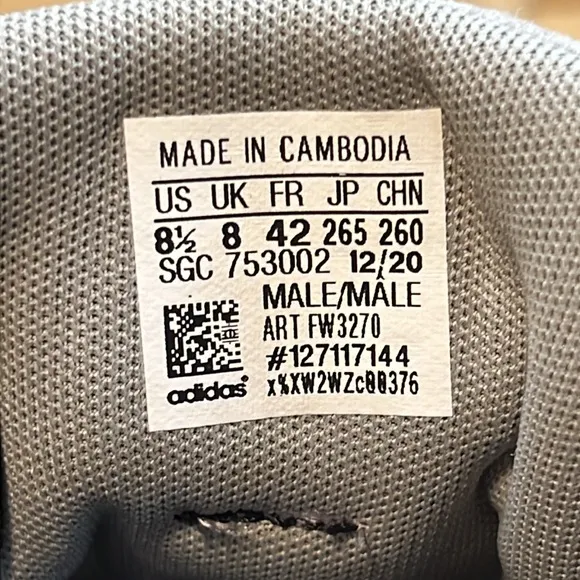 MADE IN CAMBODIA
US UK FR JP CHN
8½ 8 42 265 260
SGC 753002 12/20
MALE/MÂLE
ART FW3270
#127117144
adidas® x%XW2WZc00376